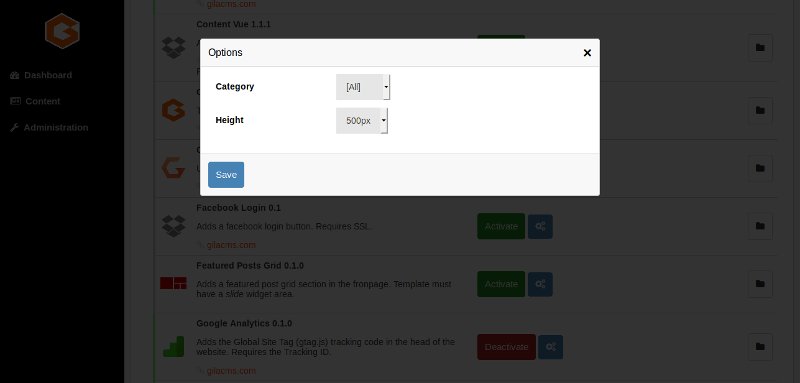 gilacms.com
Content Vue 1.1.1
Options
×
Dashboard
Category
[All]
Content
Height
500px
Administration
Save
Facebook Login 0.1
Adds a facebook login button. Requires SSL.
Activate
gilacms.com
Featured Posts Grid 0.1.0
Adds a featured post grid section in the fronpage. Template must
have a slide widget area.
Activate
Google Analytics 0.1.0
Adds the Global Site Tag (gtag.js) tracking code in the head of the
website. Requires the Tracking ID.
Deactivate
gilacms.com